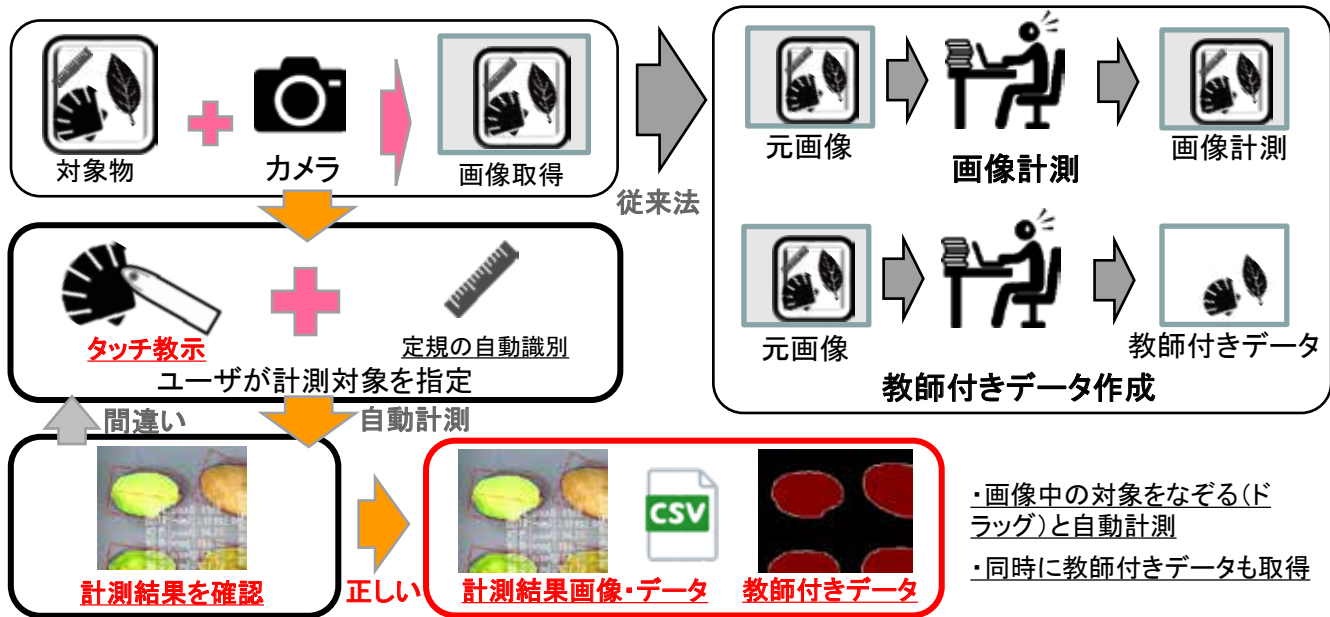 対象物
カメラ
画像取得
従来法
元画像
画像計測
画像計測
元画像
教師付きデータ
教師付きデータ作成
タッチ教示
定規の自動識別
ユーザが計測対象を指定
間違い
自動計測
計測結果を確認
正しい
CSV
計測結果画像・データ
教師付きデータ
・画像中の対象をなぞる(ド
ラッグ)と自動計測
・同時に教師付きデータも取得